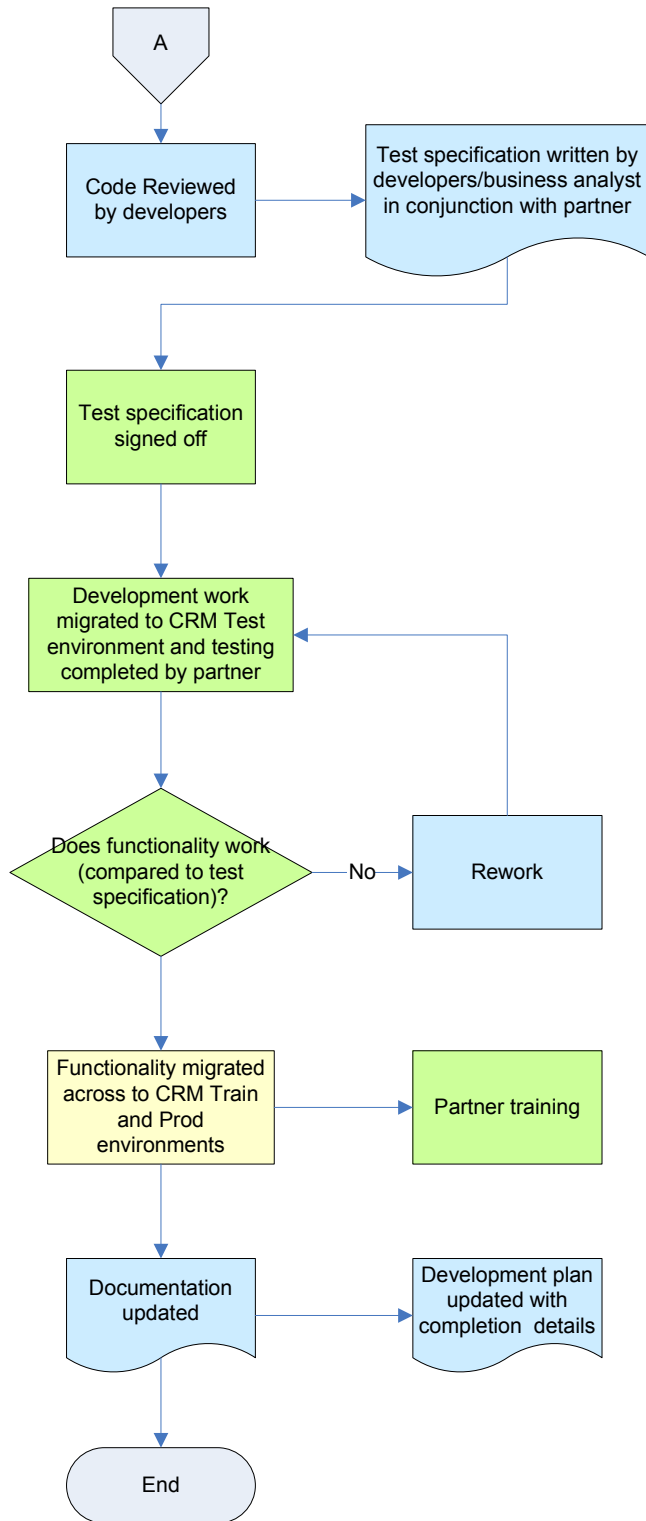 A
Code Reviewed
by developers
Test specification written by
developers/business analyst
in conjunction with partner
Test specification
signed off
Development work
migrated to CRM Test
environment and testing
completed by partner
Does functionality work
(compared to test
specification)?
No
Rework
Functionality migrated
across to CRM Train
and Prod
environments
Partner training
Documentation
updated
Development plan
updated with
completion details
End